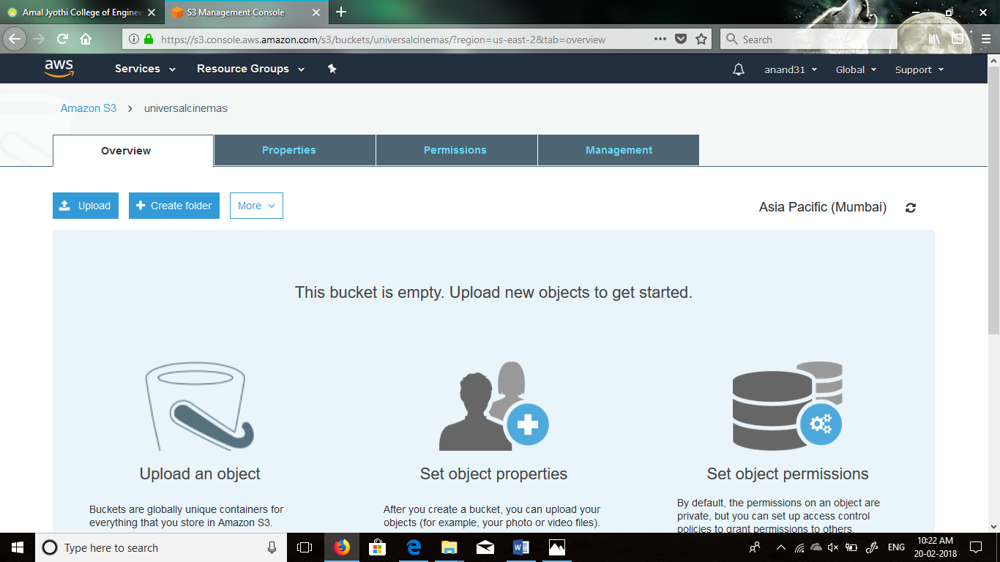 Amal Jyothi College of Enginee
S3 Management Console
https://s3.console.aws.amazon.com/s3/buckets/universalcinemas/?region=us-east-2&tab=overview
Search
aws
Services
Resource Groups
anand31
Global
Support
Amazon S3 > universalcinemas
Overview
Properties
Permissions
Management
Upload
Create folder
More
Asia Pacific (Mumbai)
This bucket is empty. Upload new objects to get started.
Upload an object
Buckets are globally unique containers for
everything that you store in Amazon S3.
Set object properties
After you create a bucket, you can upload your
objects (for example, your photo or video files).
Set object permissions
By default, the permissions on an object are
private, but you can set up access control
policies to grant permissions to others.
Type here to search
ENG
10:22 AM
20-02-2018